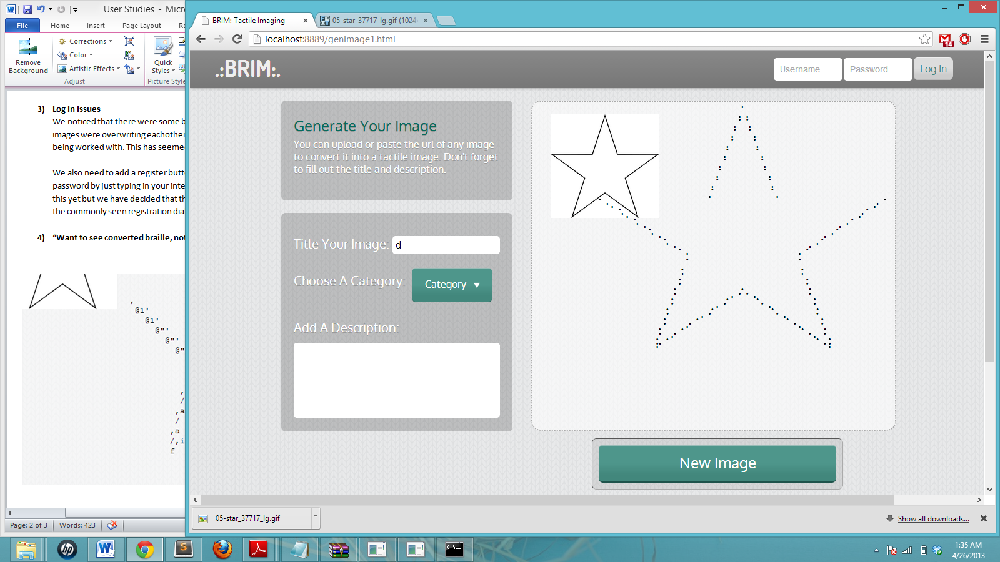 User Studies - Micr
File
Home
Insert
Page Layout
Re
Remove Background
Corrections
Color
Artistic Effects
Adjust
Quick Styles
Picture Style
3) Log In Issues
We noticed that there were some b
images were overwriting eachother
being worked with. This has seeme
We also need to add a register butt
password by just typing in your inte
this yet but we have decided that th
the commonly seen registration dia
4) “Want to see converted braille, not
,
@1'
@1'
@"'
@"'
@"
,
/
,a
/
,a
/,i
f
Page: 2 of 3
Words: 423
BRIM: Tactile Imaging
05-star_37717_lg.gif (1024
localhost:8889/genImage1.html
14
.:BRIM:.
Username
Password
Log In
Generate Your Image
You can upload or paste the url of any image
to convert it into a tactile image. Don't forget
to fill out the title and description.
Title Your Image: d
Choose A Category:
Category
Add A Description:
New Image
05-star_37717_lg.gif
Show all downloads...
1:35 AM
4/26/2013